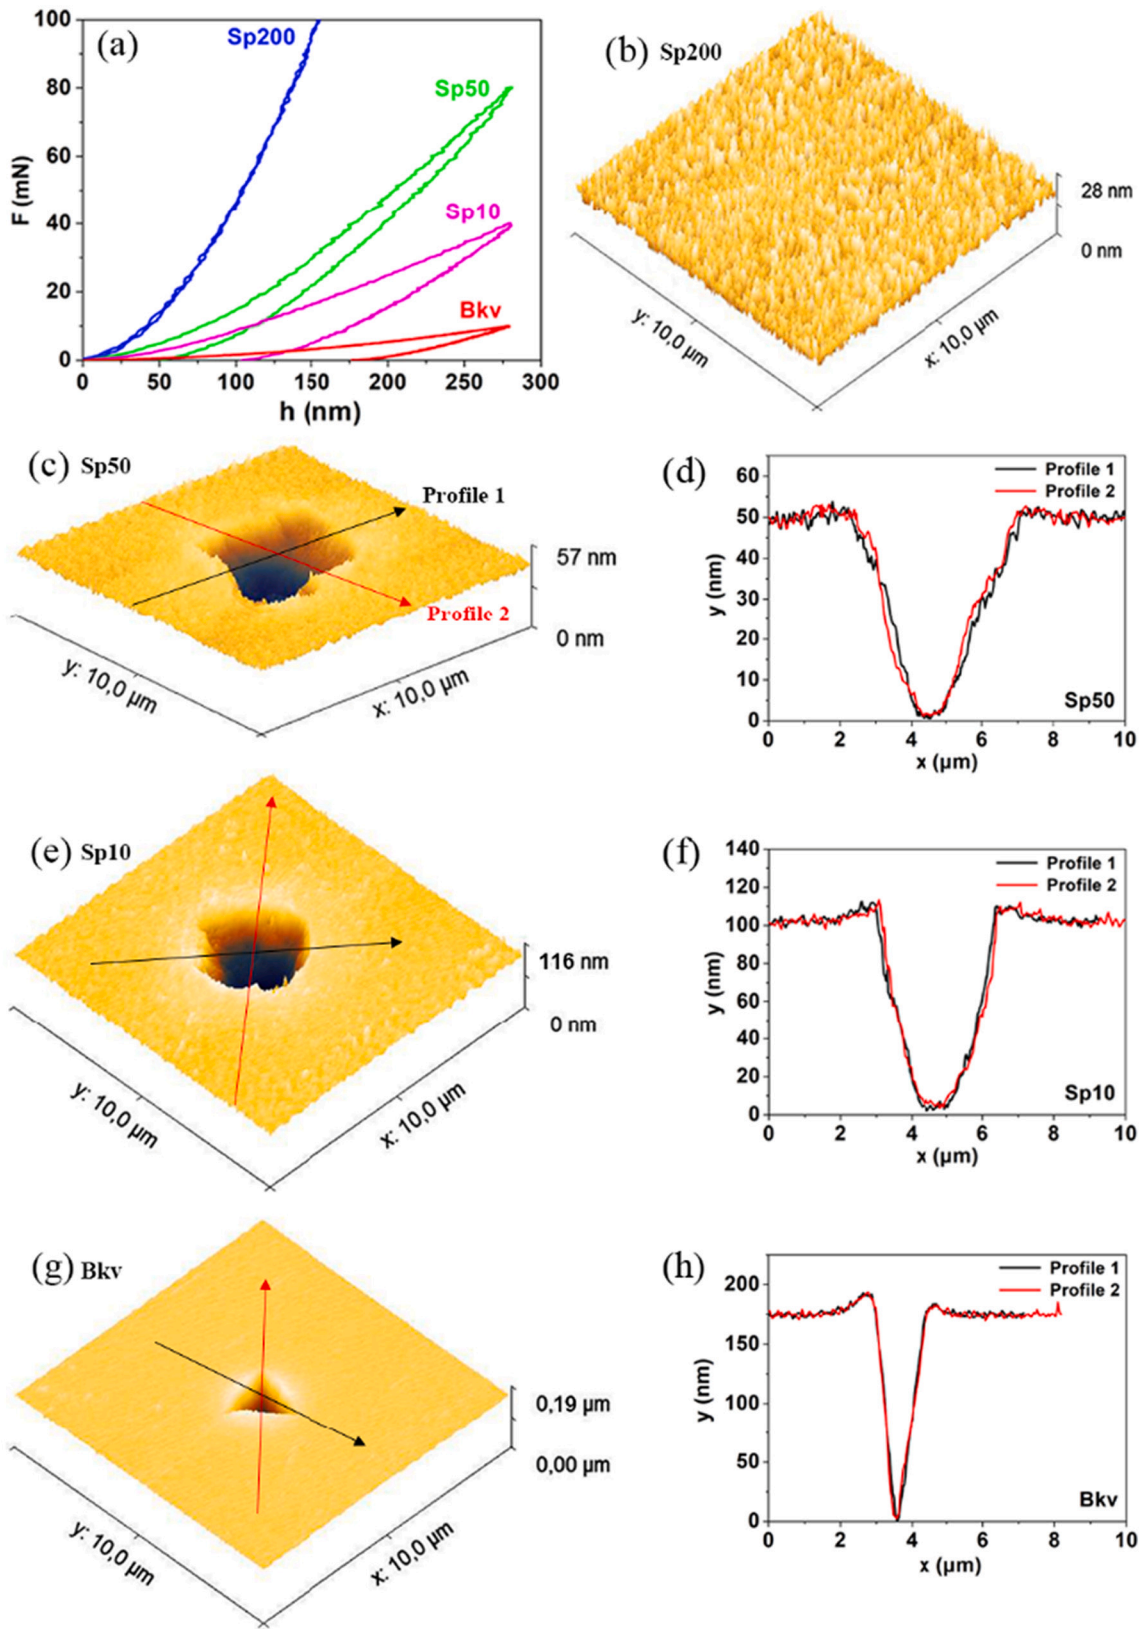 (a)
F (mN)
100
80
60
40
20
0
Sp200
Sp50
Sp10
Bkv
0 50 100 150 200 250 300
h (nm)
(b) Sp200
28 nm
0 nm
y: 10,0 µm
x: 10,0 µm
(c) Sp50
Profile 1
Profile 2
57 nm
0 nm
y: 10,0 µm
x: 10,0 µm
(d)
Profile 1
Profile 2
y (nm)
60
50
40
30
20
10
0
Sp50
0 2 4 6 8 10
x (µm)
(e) Sp10
116 nm
0 nm
y: 10,0 µm
x: 10,0 µm
(f)
Profile 1
Profile 2
y (nm)
140
120
100
80
60
40
20
0
Sp10
0 2 4 6 8 10
x (µm)
(g) Bkv
0,19 µm
0,00 µm
y: 10,0 µm
x: 10,0 µm
(h)
Profile 1
Profile 2
y (nm)
200
150
100
50
0
Bkv
0 2 4 6 8 10
x (µm)